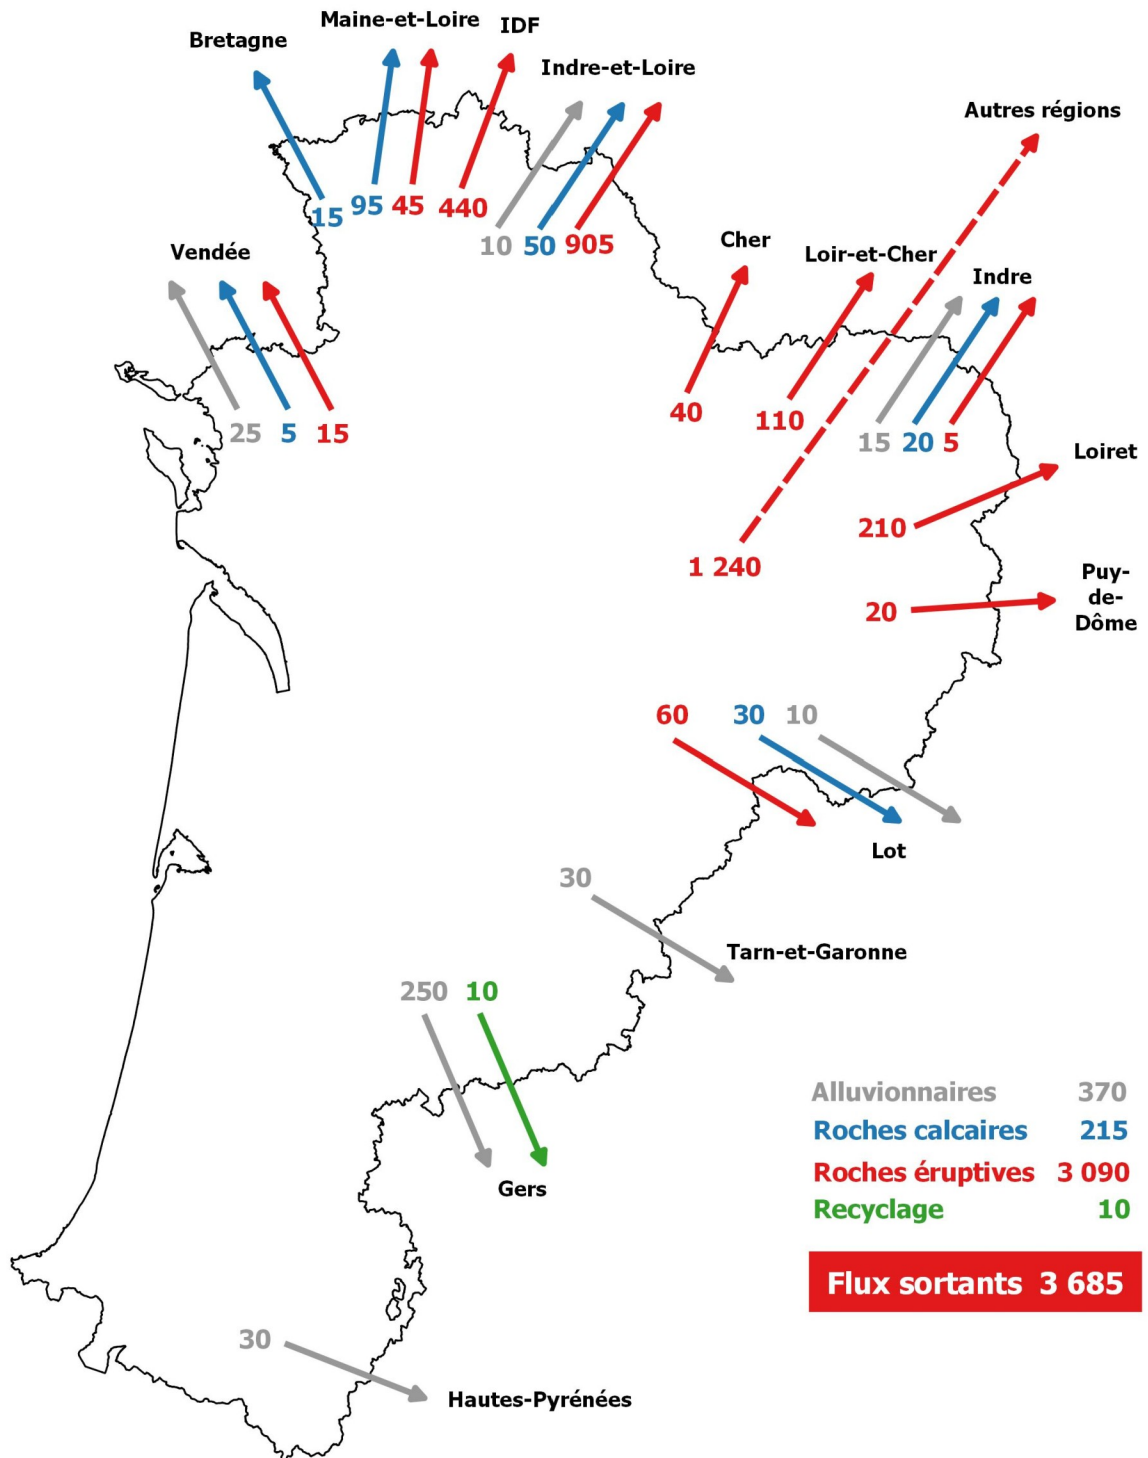 Maine-et-Loire
IDF
Bretagne
Indre-et-Loire
Autres régions
15
95
45
440
10
50
905
Vendée
Cher
Loir-et-Cher
Indre
25
5
15
40
110
15
20
5
Loiret
210
1 240
Puy-
de-
Dôme
20
60
30
10
Lot
30
Tarn-et-Garonne
250
10
Gers
Alluvionnaires 370
Roches calcaires 215
Roches éruptives 3 090
Recyclage 10
Flux sortants 3 685
30
Hautes-Pyrénées